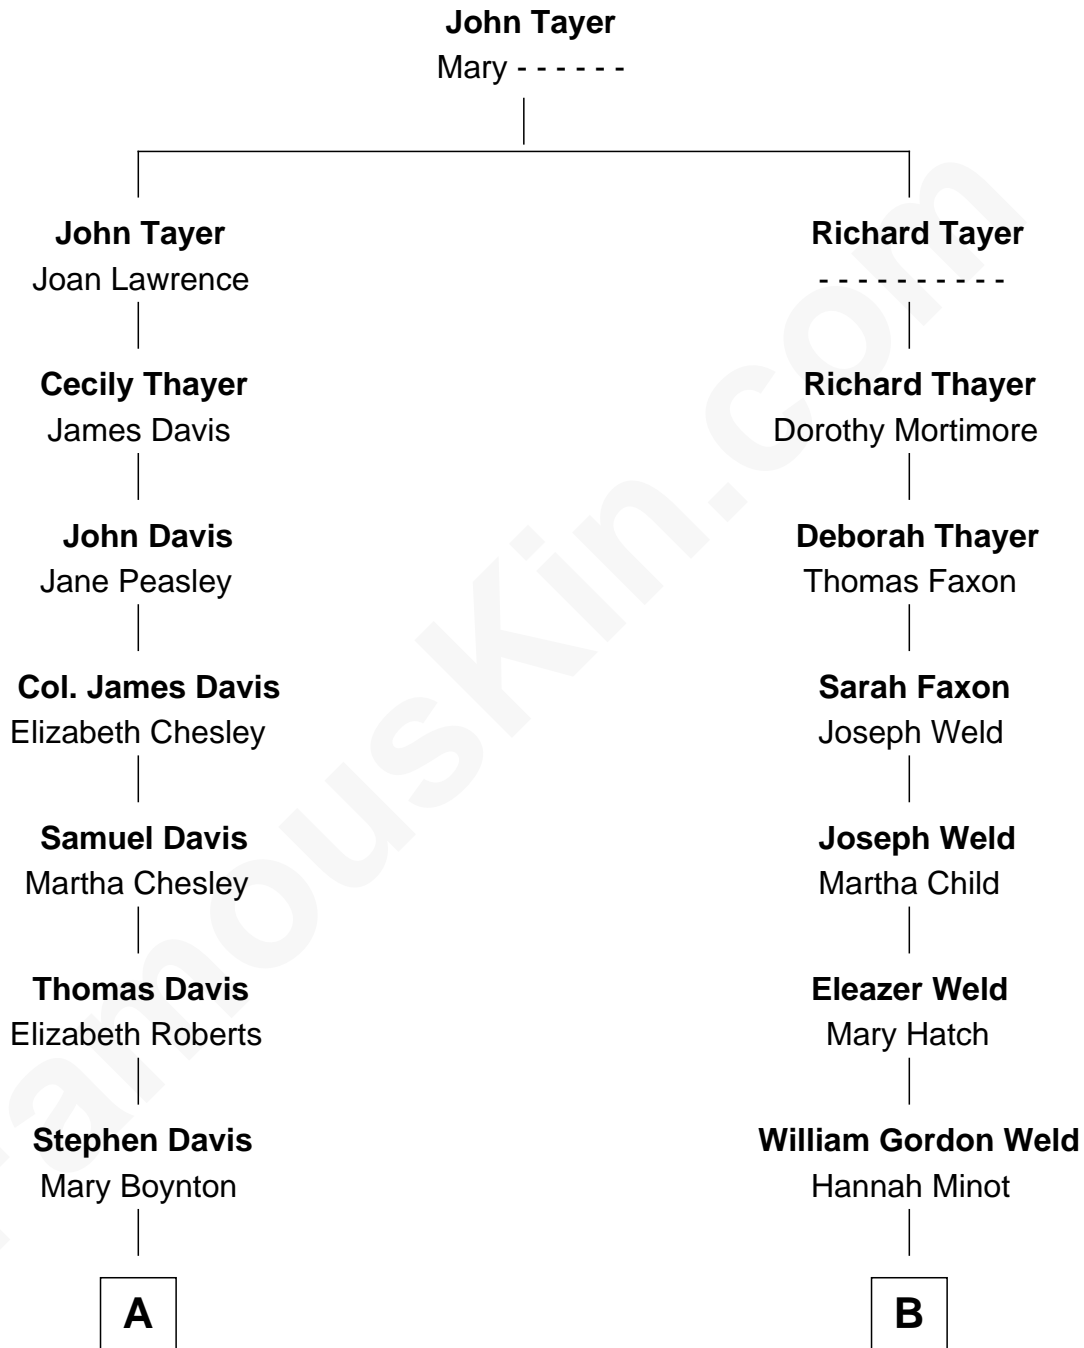 John Tayer
Mary - - - - - -
John Tayer
Joan Lawrence
Richard Tayer
- - - - - - - - - -
Cecily Thayer
James Davis
Richard Thayer
Dorothy Mortimore
John Davis
Jane Peasley
Deborah Thayer
Thomas Faxon
Col. James Davis
Elizabeth Chesley
Sarah Faxon
Joseph Weld
Samuel Davis
Martha Chesley
Joseph Weld
Martha Child
Thomas Davis
Elizabeth Roberts
Eleazer Weld
Mary Hatch
Stephen Davis
Mary Boynton
William Gordon Weld
Hannah Minot
A
B
FamousKin.com